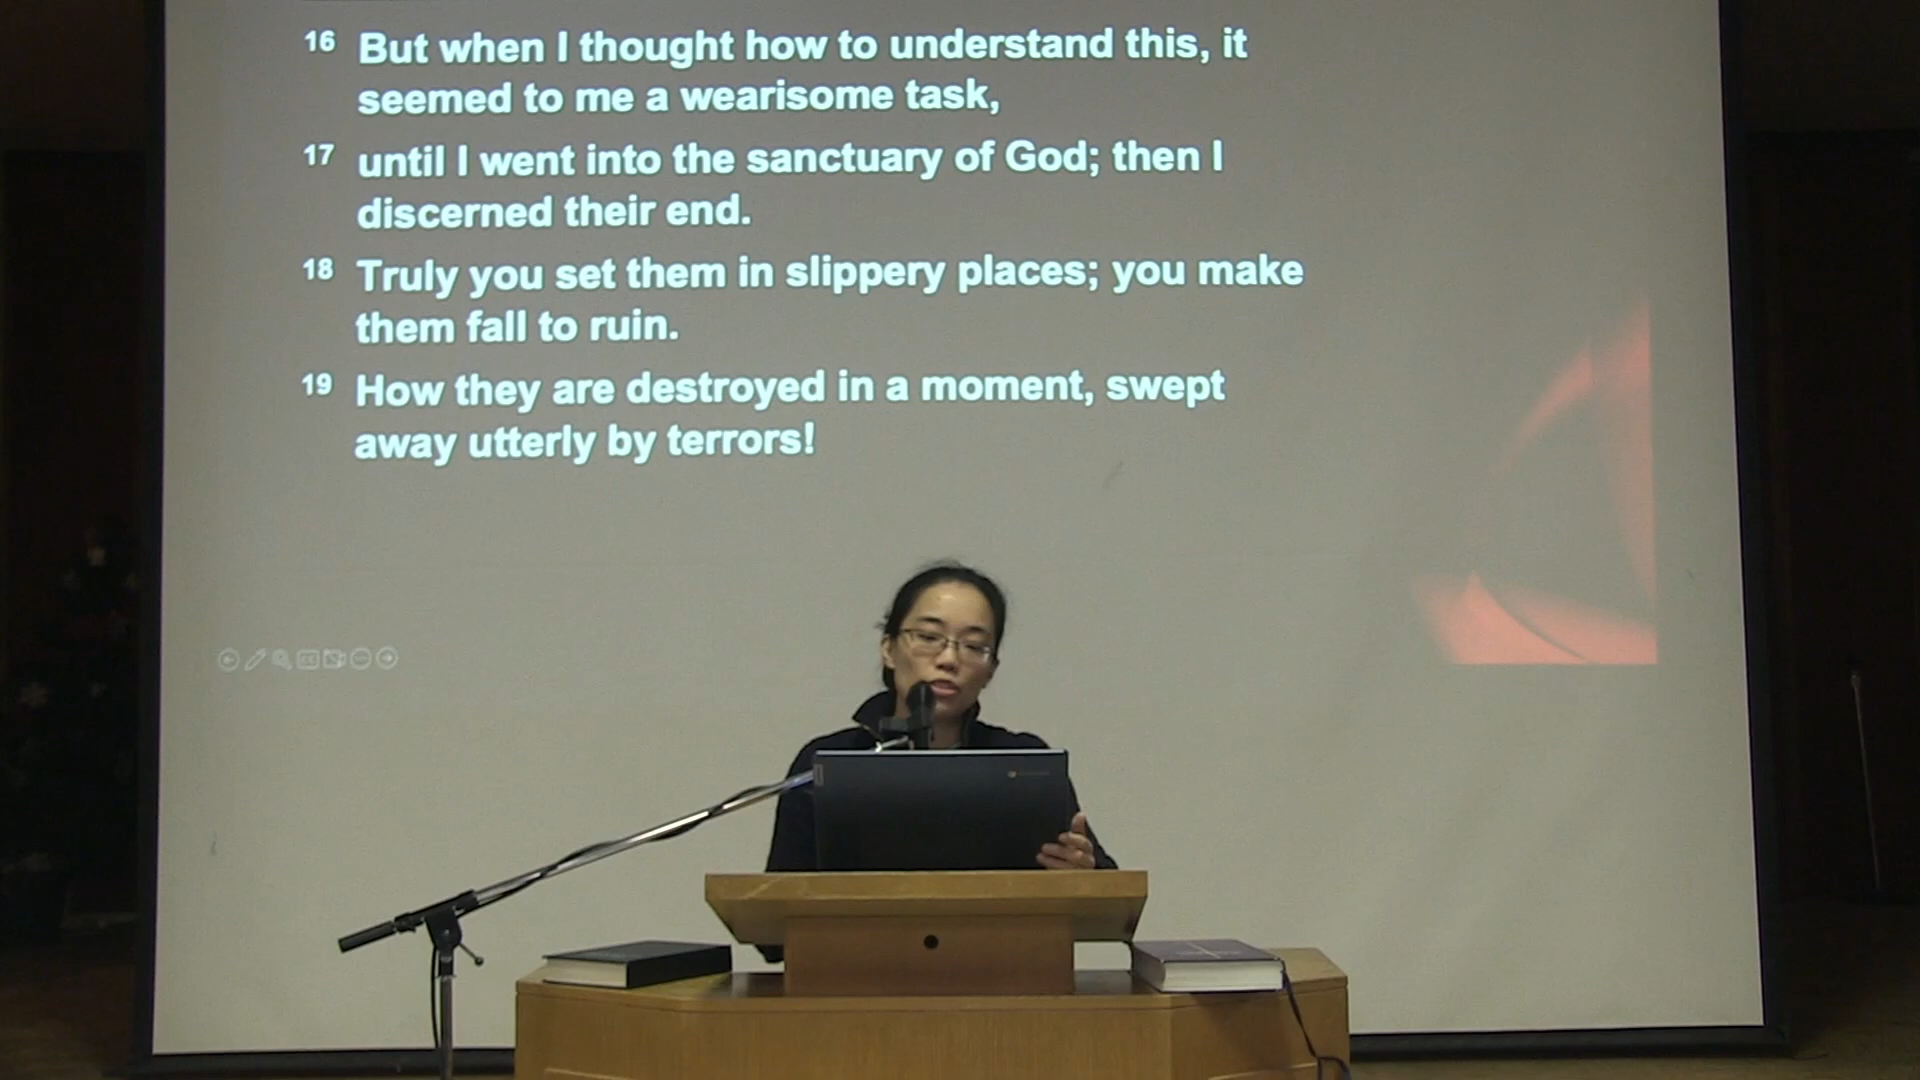 16 But when I thought how to understand this, it
seemed to me a wearisome task,
17 until I went into the sanctuary of God; then I
discerned their end.
18 Truly you set them in slippery places; you make
them fall to ruin.
19 How they are destroyed in a moment, swept
away utterly by terrors!